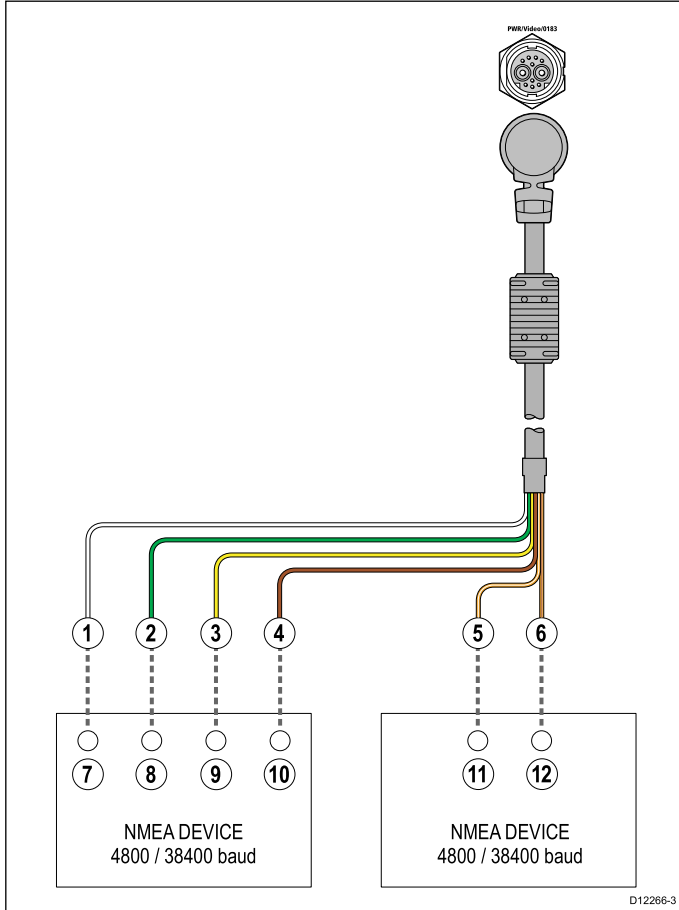 PWR/Video/0183
1 2 3 4 5 6
7 8 9 10 11 12
NMEA DEVICE
4800 / 38400 baud
NMEA DEVICE
4800 / 38400 baud
D12266-3